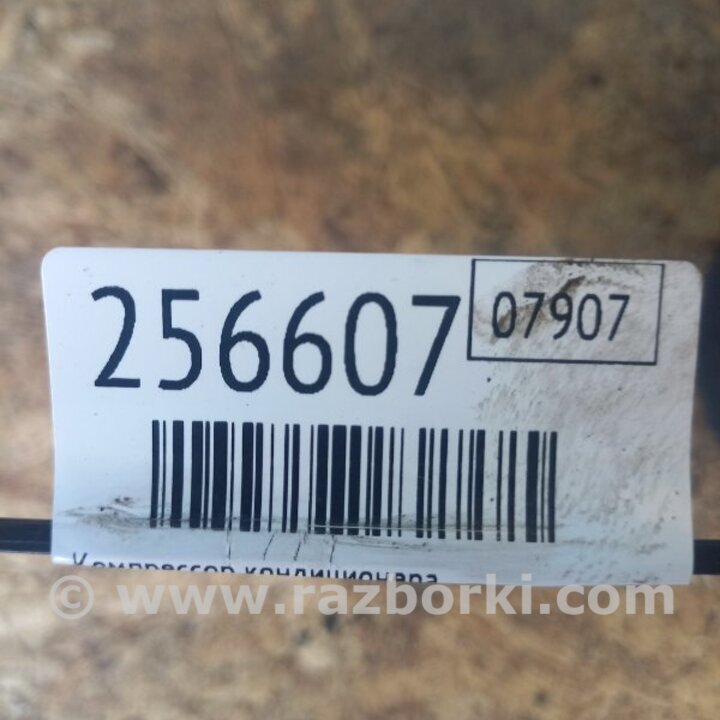 256607
07907
Компрессор кондиционера
© www.razborki.com